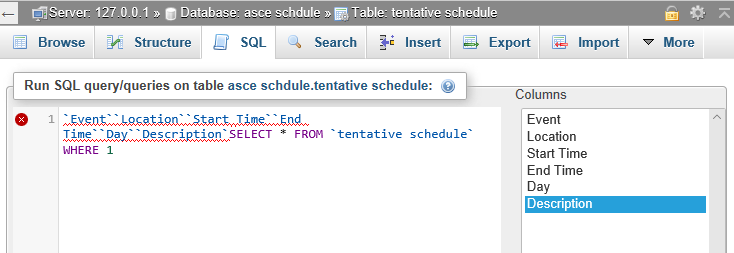 Server: 127.0.0.1 » Database: asce schdule » Table: tentative schedule
Browse Structure SQL Search Insert Export Import More
Run SQL query/queries on table asce schdule.tentative schedule:
Columns
1 `Event``Location``Start Time``End
Time``Day``Description`SELECT * FROM `tentative schedule`
WHERE 1
Event
Location
Start Time
End Time
Day
Description